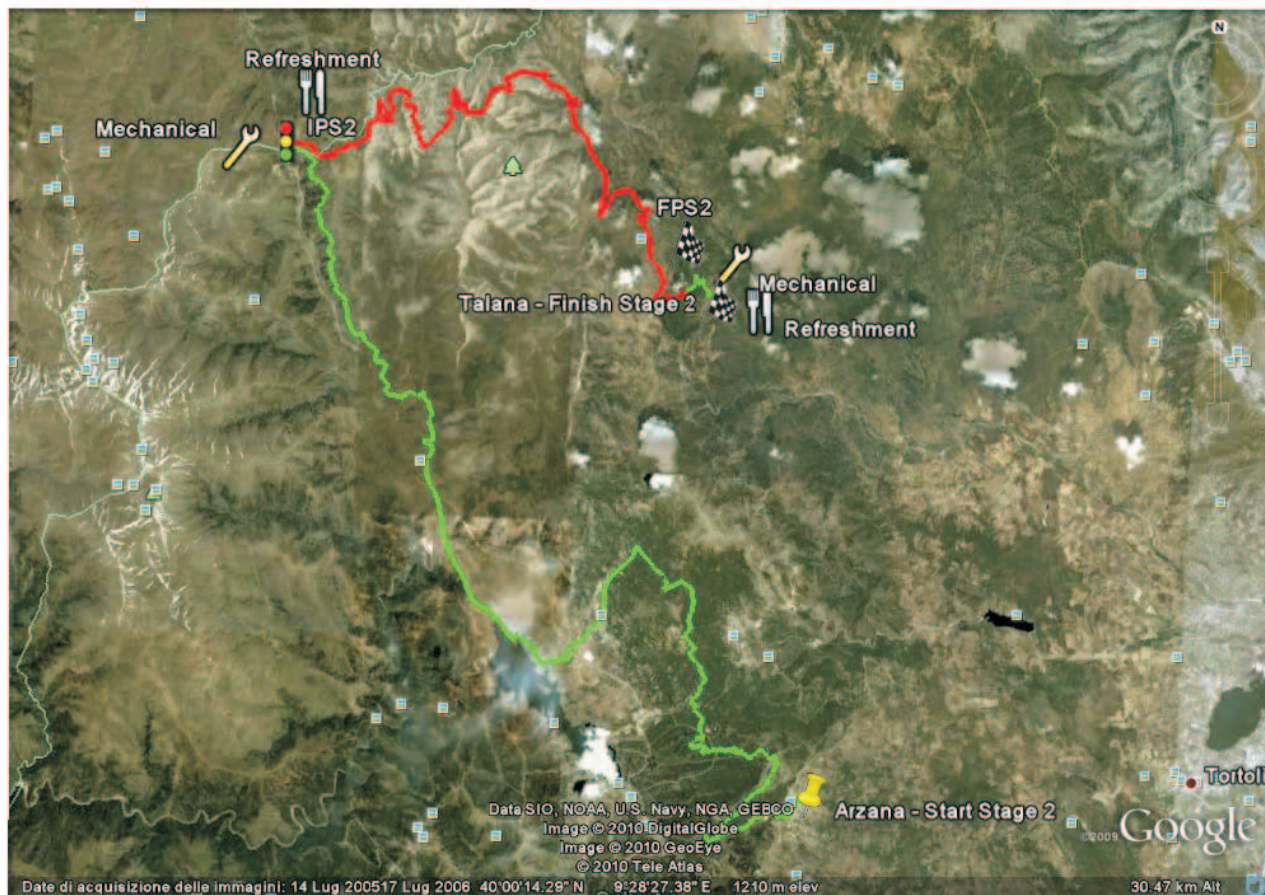 N
Refreshment
Mechanical
IPS2
FPS2
Mechanical
Talana - Finish Stage 2
Refreshment
Tortolì
Data SIO, NOAA, U.S. Navy, NGA, GEBCO
Arzana - Start Stage 2
Image © 2010 DigitalGlobe
Image © 2010 GeoEye
© 2010 Tele Atlas
©2009 Google
Date di acquisizione delle immagini: 14 Lug 200517 Lug 2006 40°00'14.29" N 9°28'27.38" E 1210 m elev 30.47 km Alt